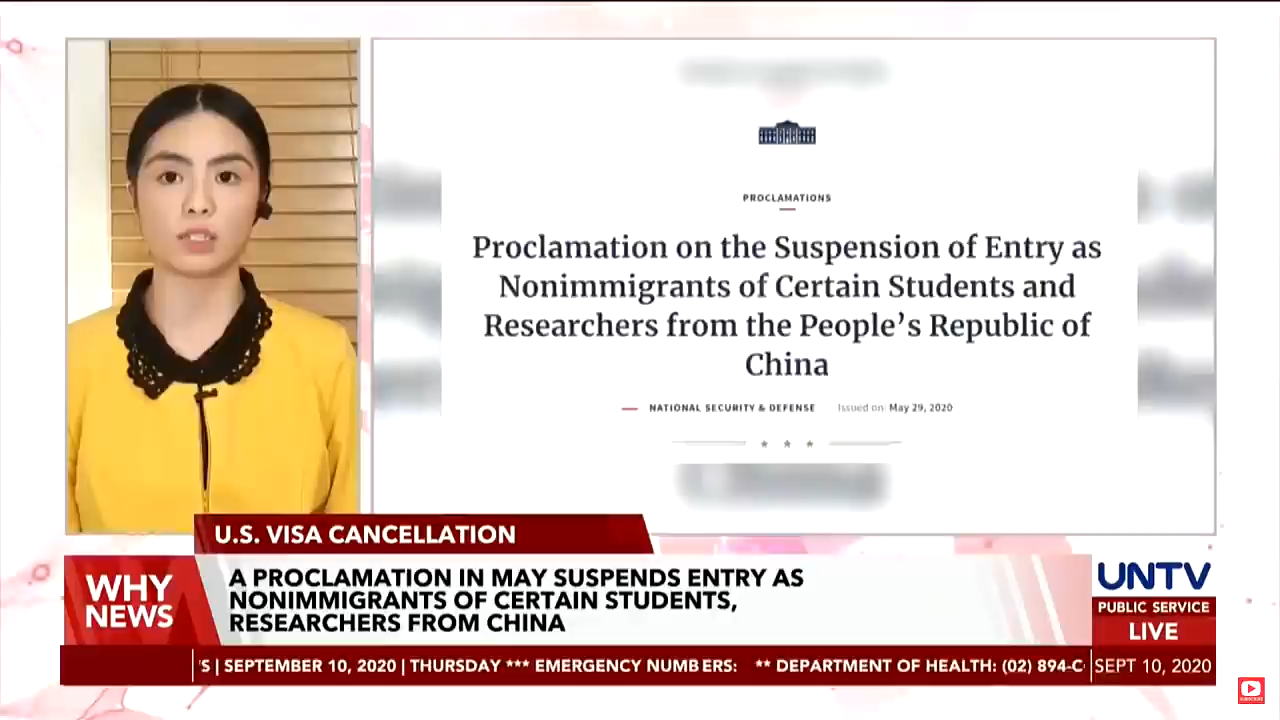 PROCLAMATIONS
Proclamation on the Suspension of Entry as
Nonimmigrants of Certain Students and
Researchers from the People’s Republic of
China
NATIONAL SECURITY & DEFENSE Issued on: May 29, 2020
U.S. VISA CANCELLATION
WHY
NEWS
A PROCLAMATION IN MAY SUSPENDS ENTRY AS
NONIMMIGRANTS OF CERTAIN STUDENTS,
RESEARCHERS FROM CHINA
UNTV
PUBLIC SERVICE
LIVE
'S | SEPTEMBER 10, 2020 | THURSDAY *** EMERGENCY NUMBERS: ** DEPARTMENT OF HEALTH: (02) 894-C
SEPT 10, 2020
SUBSCRIBE